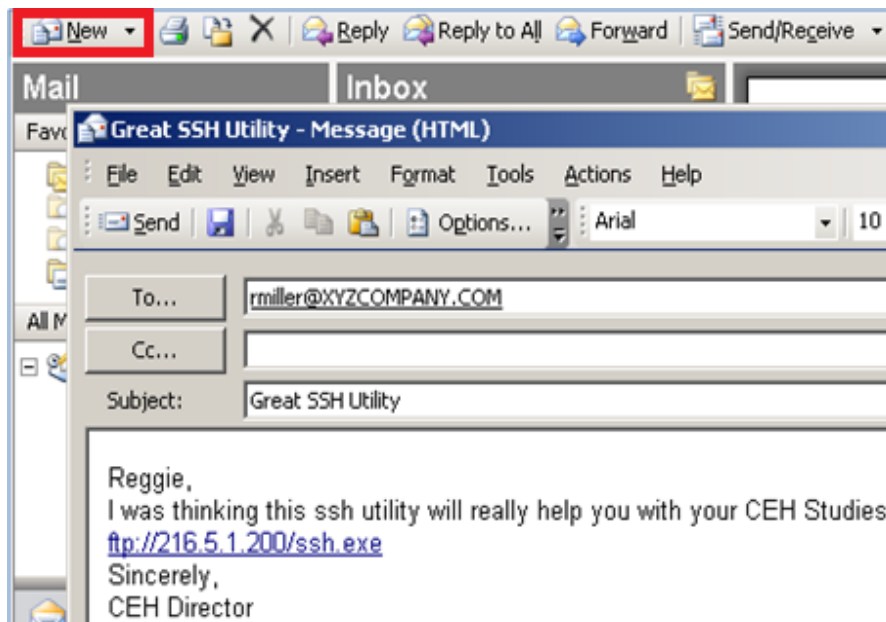 New Reply Reply to All Forward Send/Receive
Mail Inbox
Great SSH Utility - Message (HTML)
File Edit View Insert Format Tools Actions Help
Send Options... Arial 10
To... rmiller@XYZCOMPANY.COM
Cc...
Subject: Great SSH Utility
Reggie,
I was thinking this ssh utility will really help you with your CEH Studies
ftp://216.5.1.200/ssh.exe
Sincerely,
CEH Director